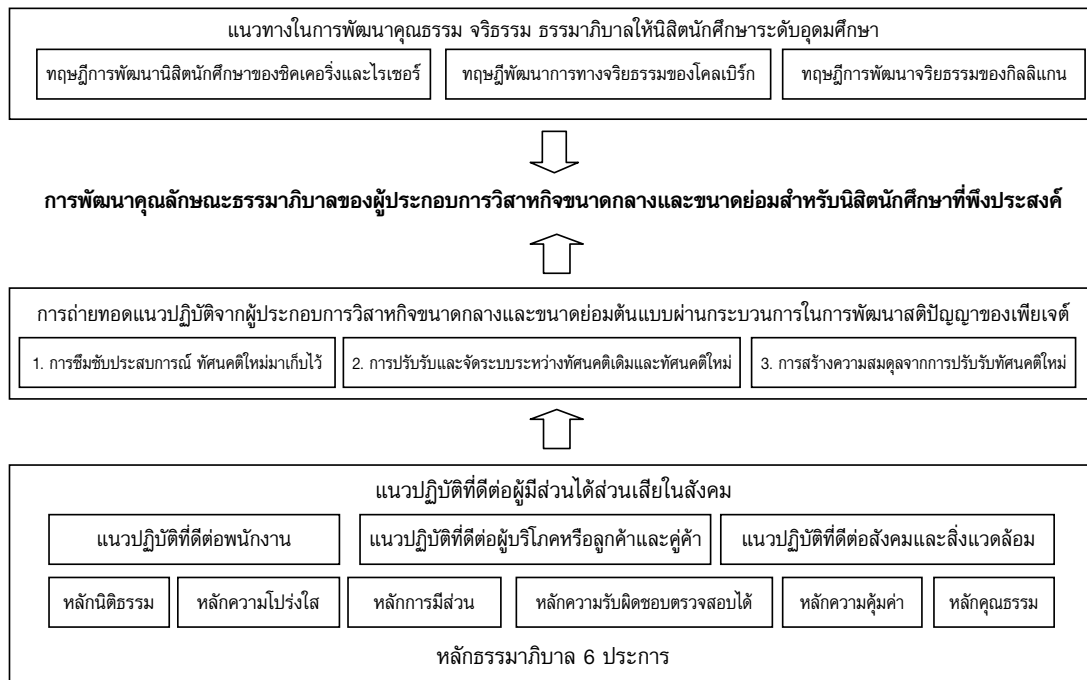 แนวทางในการพัฒนาคุณธรรม จริธรรม ธรรมาภิบาลให้นิสิตนักศึกษาระดับอุดมศึกษา
ทฤษฎีการพัฒนานิสิตนักศึกษาของชิคเคอริ่งและไรเซอร์
ทฤษฎีพัฒนาการทางจริยธรรมของโคลเบิร์ก
ทฤษฎีการพัฒนาจริยธรรมของกิลลิแกน
การพัฒนาคุณลักษณะธรรมาภิบาลของผู้ประกอบการวิสาหกิจขนาดกลางและขนาดย่อมสำหรับนิสิตนักศึกษาที่พึงประสงค์
การถ่ายทอดแนวปฏิบัติจากผู้ประกอบการวิสาหกิจขนาดกลางและขนาดย่อมต้นแบบผ่านกระบวนการในการพัฒนาสติปัญญาของเพียเจต์
1. การซึมซับประสบการณ์ ทัศนคติใหม่มาเก็บไว้
2. การปรับรับและจัดระบบระหว่างทัศนคติเดิมและทัศนคติใหม่
3. การสร้างความสมดุลจากการปรับรับทัศนคติใหม่
แนวปฏิบัติที่ดีต่อผู้มีส่วนได้ส่วนเสียในสังคม
แนวปฏิบัติที่ดีต่อพนักงาน
แนวปฏิบัติที่ดีต่อผู้บริโภคหรือลูกค้าและคู่ค้า
แนวปฏิบัติที่ดีต่อสังคมและสิ่งแวดล้อม
หลักนิติธรรม
หลักความโปร่งใส
หลักการมีส่วน
หลักความรับผิดชอบตรวจสอบได้
หลักความคุ้มค่า
หลักคุณธรรม
หลักธรรมาภิบาล 6 ประการ